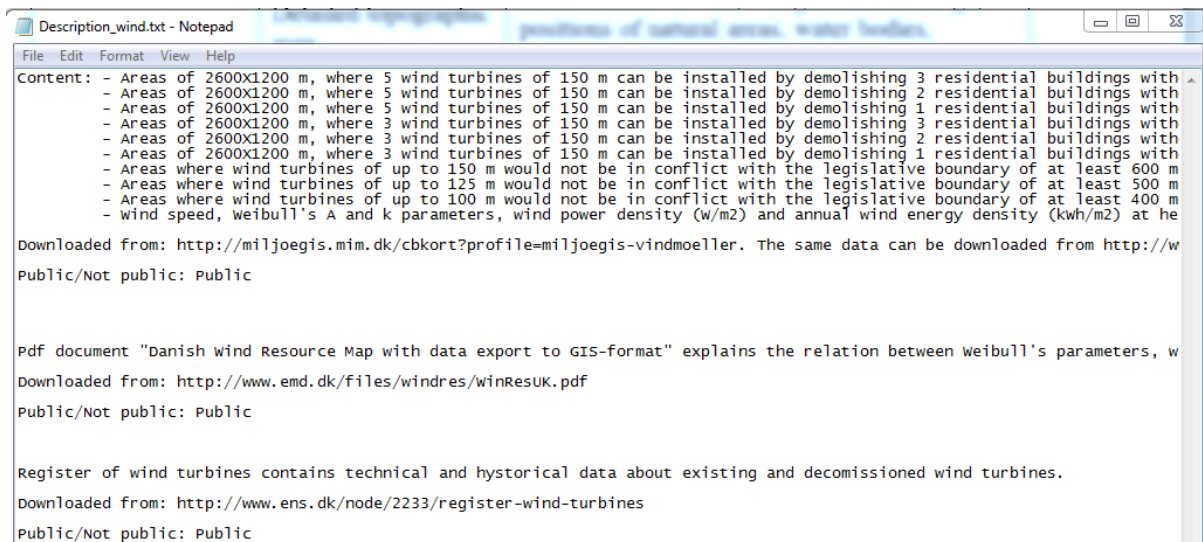 Detailed topographic
positions of natural areas, water bodies,
Description_wind.txt - Notepad
File Edit Format View Help
Content: - Areas of 2600X1200 m, where 5 wind turbines of 150 m can be installed by demolishing 3 residential buildings with
- Areas of 2600X1200 m, where 5 wind turbines of 150 m can be installed by demolishing 2 residential buildings with
- Areas of 2600X1200 m, where 5 wind turbines of 150 m can be installed by demolishing 1 residential buildings with
- Areas of 2600X1200 m, where 3 wind turbines of 150 m can be installed by demolishing 3 residential buildings with
- Areas of 2600X1200 m, where 3 wind turbines of 150 m can be installed by demolishing 2 residential buildings with
- Areas of 2600X1200 m, where 3 wind turbines of 150 m can be installed by demolishing 1 residential buildings with
- Areas where wind turbines of up to 150 m would not be in conflict with the legislative boundary of at least 600 m
- Areas where wind turbines of up to 125 m would not be in conflict with the legislative boundary of at least 500 m
- Areas where wind turbines of up to 100 m would not be in conflict with the legislative boundary of at least 400 m
- Wind speed, Weibull's A and k parameters, wind power density (W/m2) and annual wind energy density (kWh/m2) at he
Downloaded from: http://miljoegis.mim.dk/cbkort?profile=miljoegis-vindmoeller. The same data can be downloaded from http://w
Public/Not public: Public
Pdf document "Danish Wind Resource Map with data export to GIS-format" explains the relation between Weibull's parameters, w
Downloaded from: http://www.emd.dk/files/windres/WinResUK.pdf
Public/Not public: Public
Register of wind turbines contains technical and hystorical data about existing and decomissioned wind turbines.
Downloaded from: http://www.ens.dk/node/2233/register-wind-turbines
Public/Not public: Public